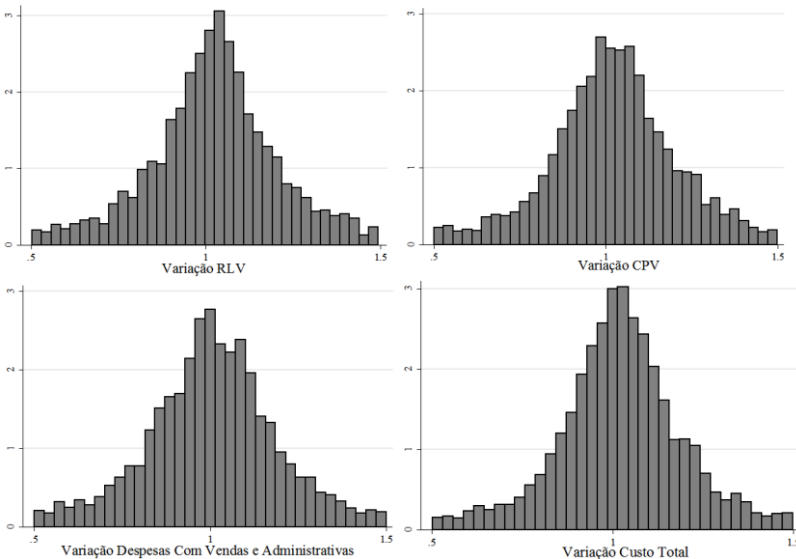 3
2
1
0
.5 1 1.5
Variação RLV
3
2
1
0
.5 1 1.5
Variação CPV
3
2
1
0
.5 1 1.5
Variação Despesas Com Vendas e Administrativas
3
2
1
0
.5 1 1.5
Variação Custo Total